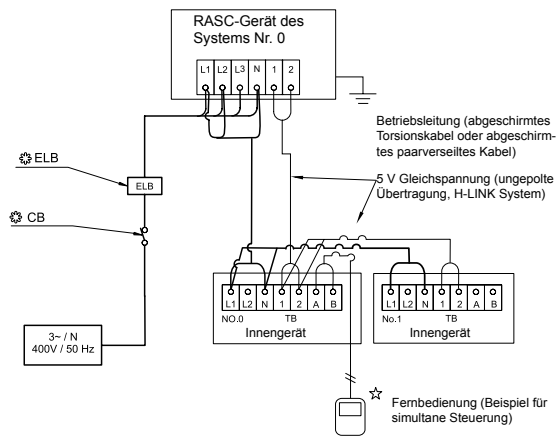 RASC-Gerät des
Systems Nr. 0
L1 L2 L3 N 1 2
Betriebsleitung (abgeschirmtes
Torsionskabel oder abgeschirm-
tes paarverseiltes Kabel)
ELB
ELB
5 V Gleichspannung (ungepolte
Übertragung, H-LINK System)
CB
L1 L2 N 1 2 A B
NO.0 TB
Innengerät
L1 L2 N 1 2 A B
No.1 TB
Innengerät
3~ / N
400V / 50 Hz
Fernbedienung (Beispiel für
simultane Steuerung)